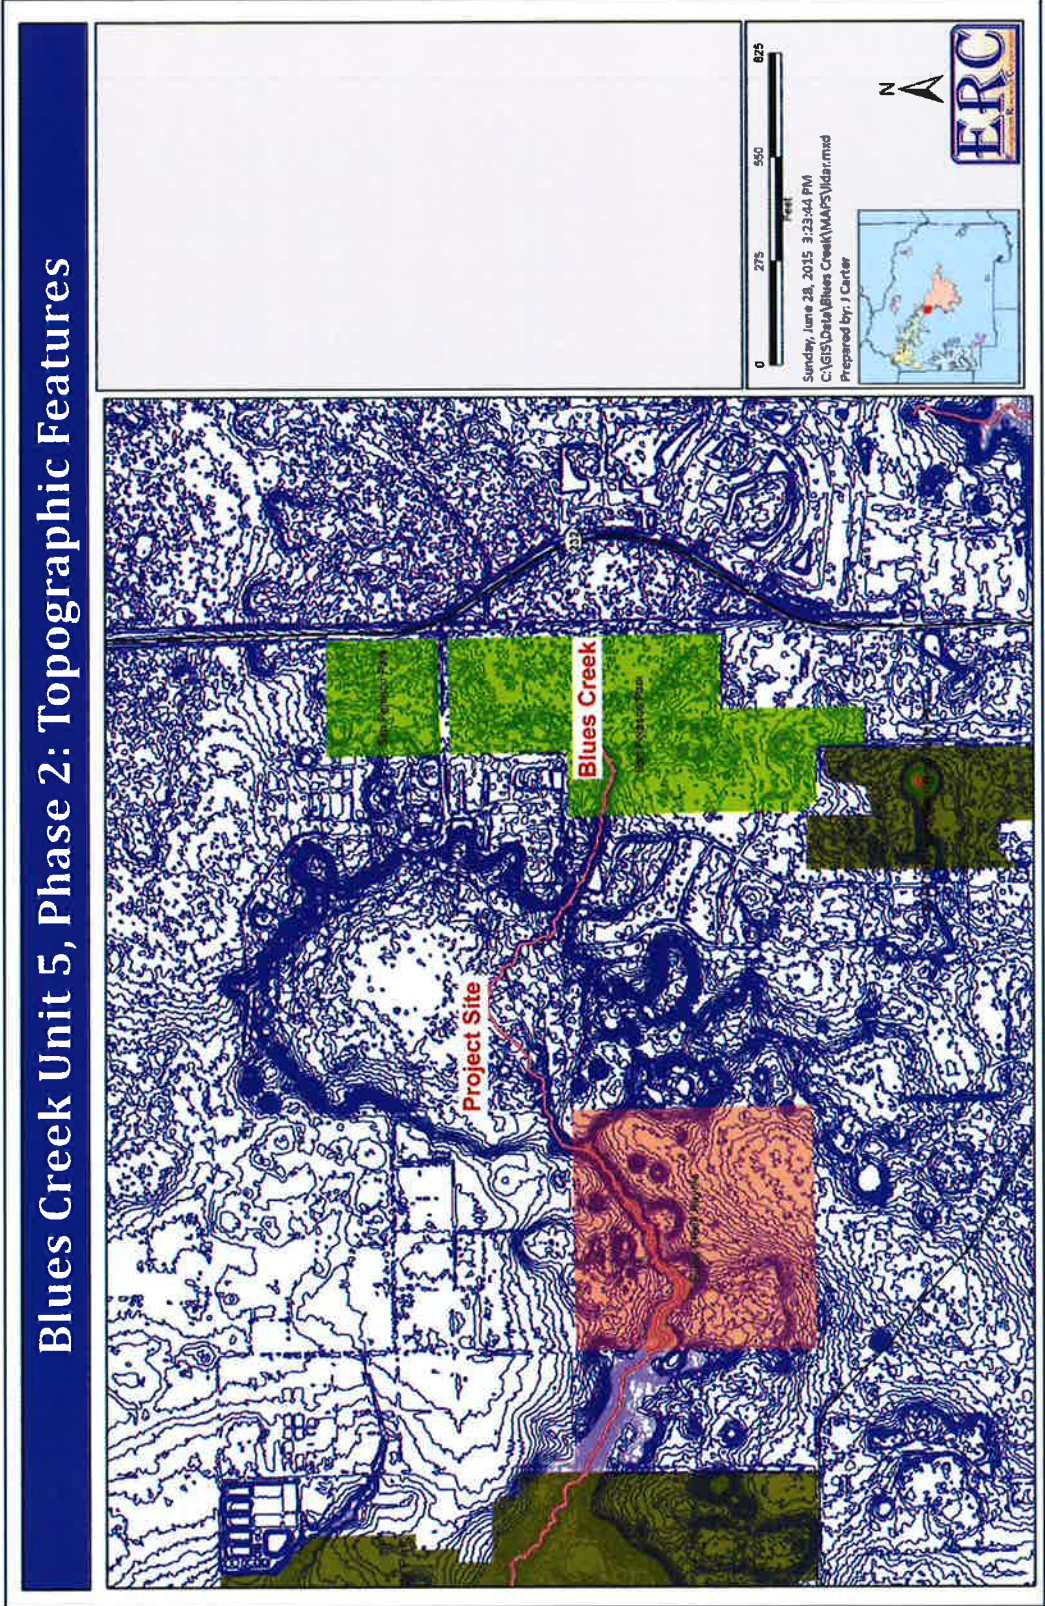 Blues Creek Unit 5, Phase 2: Topographic Features
232
Blues Creek
Project Site
0 275 550 825
Feet
Sunday, June 28, 2015 3:23:44 PM
C:\GIS\Data\Blues Creek\MAPS\lidar.mxd
Prepared by: J Carter
N
ERC